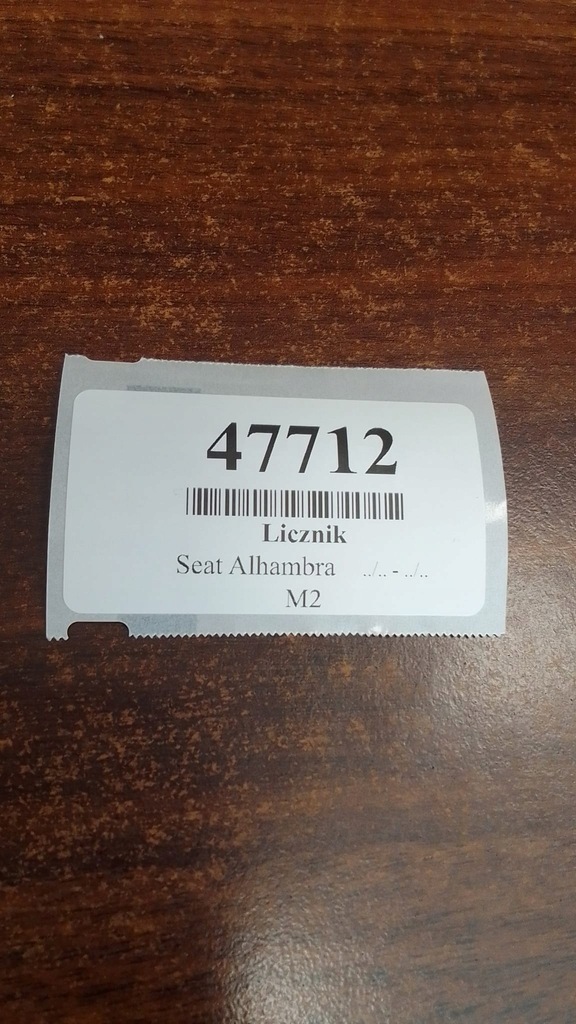 47712
Licznik
Seat Alhambra ../.. - ../..
M2